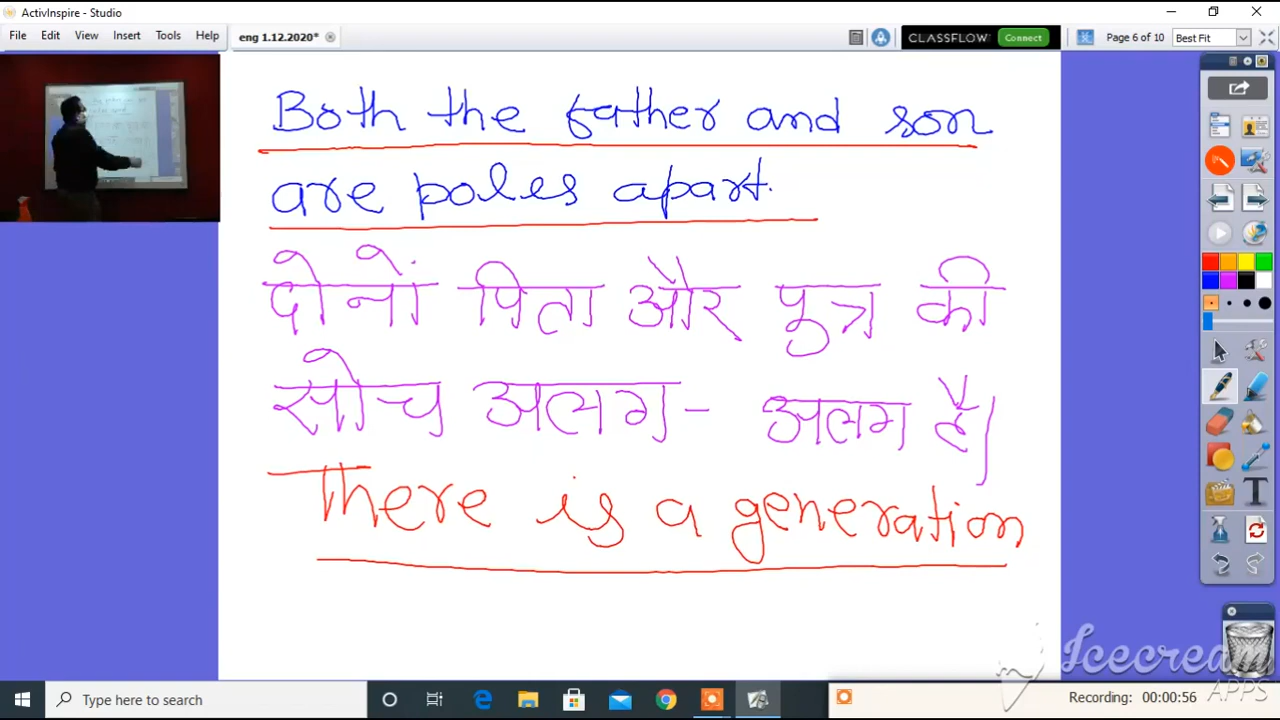 ActivInspire - Studio
File Edit View Insert Tools Help
eng 1.12.2020*
CLASSFLOW Connect
Page 6 of 10
Best Fit
Both the father and son
are poles apart.
दोनों पिता और पुत्र की
सोच अलग - अलग है।
There is a generation
Icecream
APPS
Type here to search
Recording: 00:00:56